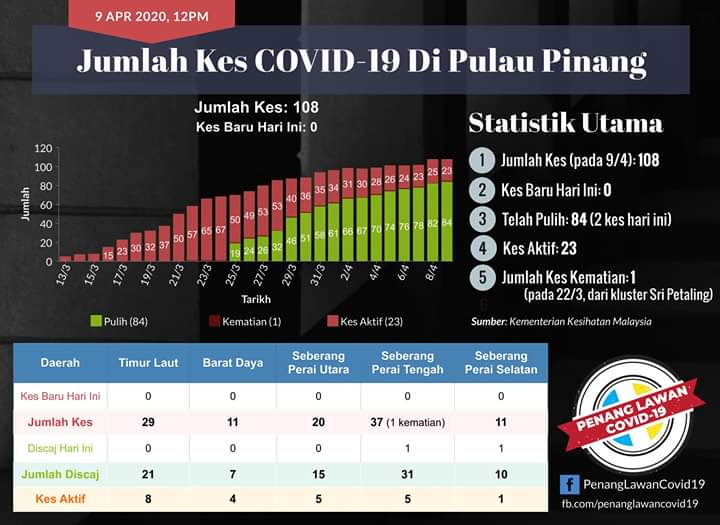 9 APR 2020, 12PM
Jumlah Kes COVID-19 Di Pulau Pinang
Jumlah Kes: 108
Kes Baru Hari Ini: 0
Jumlah
120
100
80
60
40
20
0
15 23 30 32 37 50 57 65 67 50 49 53 53 40 36 35 34 31 30 28 26 24 23 25 23
19 24 26 32 46 51 58 61 66 67 70 74 76 78 82 84
13/3 15/3 17/3 19/3 21/3 23/3 25/3 27/3 29/3 31/3 2/4 4/4 6/4 8/4
Tarikh
Pulih (84) Kematian (1) Kes Aktif (23)
Statistik Utama
1 Jumlah Kes (pada 9/4): 108
2 Kes Baru Hari Ini: 0
3 Telah Pulih: 84 (2 kes hari ini)
4 Kes Aktif: 23
5 Jumlah Kes Kematian: 1
(pada 22/3, dari kluster Sri Petaling)
6
Sumber: Kementerian Kesihatan Malaysia
Daerah Timur Laut Barat Daya Seberang Perai Utara Seberang Perai Tengah Seberang Perai Selatan
Kes Baru Hari Ini 0 0 0 0 0
Jumlah Kes 29 11 20 37 (1 kematian) 11
Discaj Hari Ini 0 0 0 1 1
Jumlah Discaj 21 7 15 31 10
Kes Aktif 8 4 5 5 1
PENANG LAWAN
COVID-19
PenangLawanCovid19
fb.com/penanglawancovid19